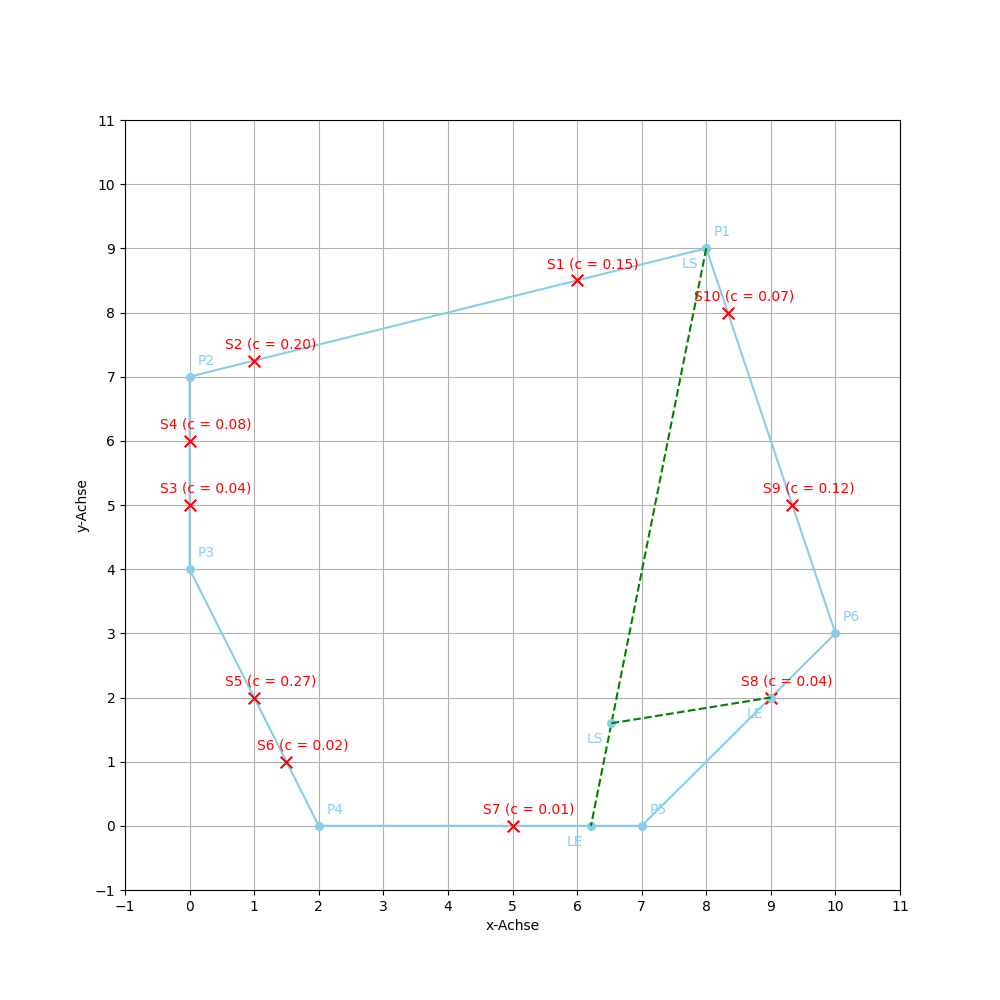 11
10
9
8
7
6
5
4
3
2
1
0
−1
y-Achse
P1
LS
S1 (c = 0.15)
S10 (c = 0.07)
S2 (c = 0.20)
P2
S4 (c = 0.08)
S3 (c = 0.04)
S9 (c = 0.12)
P3
P6
S5 (c = 0.27)
S8 (c = 0.04)
LE
LS
S6 (c = 0.02)
P4
S7 (c = 0.01)
P5
LE
−1 0 1 2 3 4 5 6 7 8 9 10 11
x-Achse